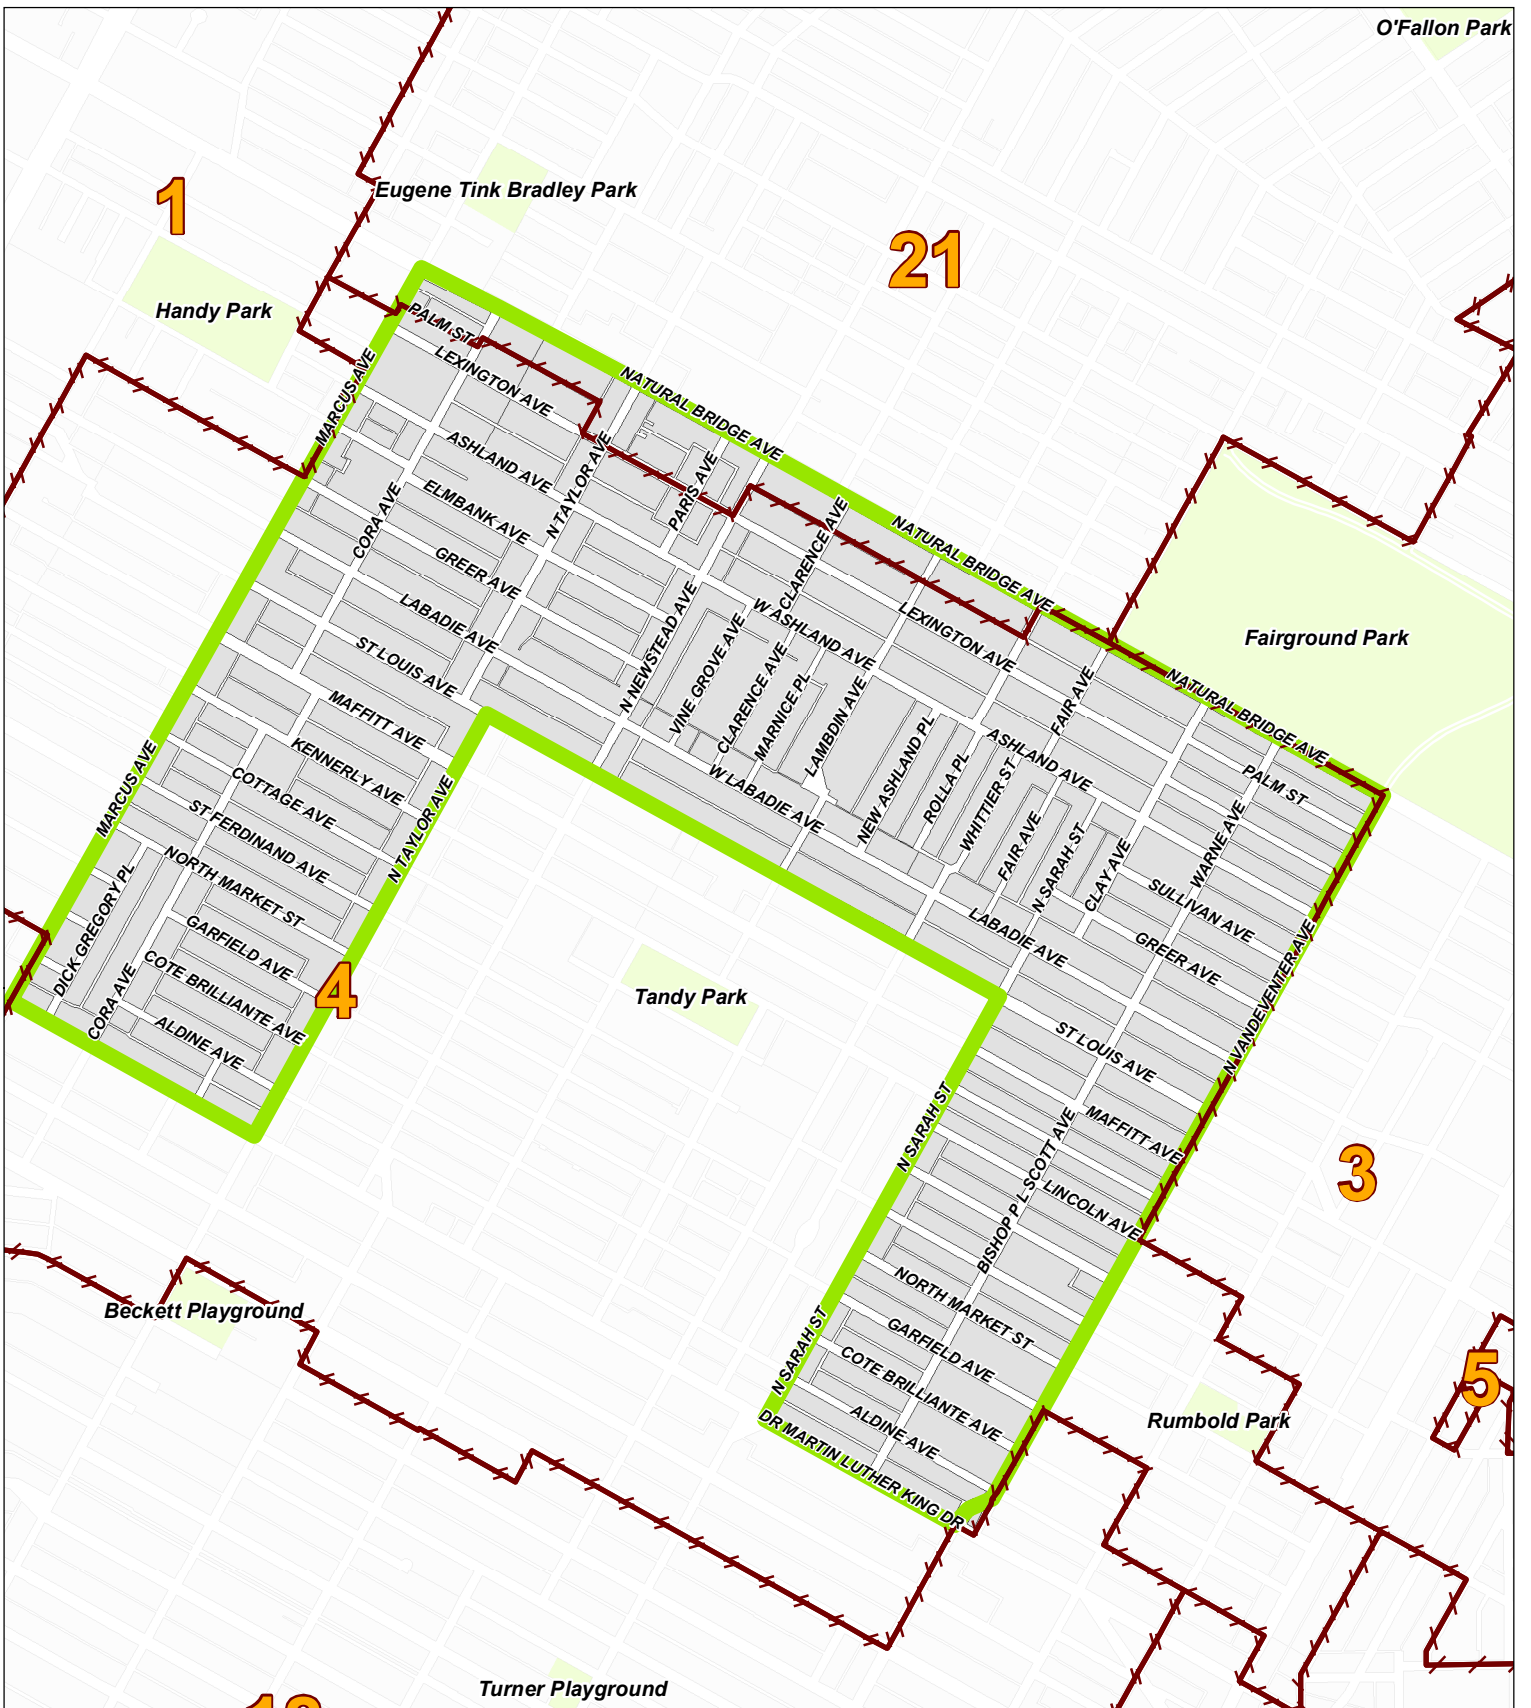 O'Fallon Park
Eugene Tink Bradley Park
1
21
Handy Park
PALM ST
LEXINGTON AVE
MARCUS AVE
NATURAL BRIDGE AVE
ASHLAND AVE
N TAYLOR AVE
PARIS AVE
ELMBANK AVE
CORA AVE
CLARENCE AVE
NATURAL BRIDGE AVE
GREER AVE
LABADIE AVE
N NEWSTEAD AVE
W ASHLAND AVE
LEXINGTON AVE
Fairground Park
ST LOUIS AVE
VINE GROVE AVE
CLARENCE AVE
MARNICE PL
LAMBDIN AVE
FAIR AVE
NATURAL BRIDGE AVE
MAFFITT AVE
KENNERLY AVE
NEW ASHLAND PL
ROLLA PL
WHITTIER ST
ASHLAND AVE
PALM ST
MARCUS AVE
COTTAGE AVE
W LABADIE AVE
N TAYLOR AVE
ST FERDINAND AVE
FAIR AVE
N SARAH ST
CLAY AVE
WARNE AVE
NORTH MARKET ST
SULLIVAN AVE
DICK GREGORY PL
GARFIELD AVE
LABADIE AVE
GREER AVE
COTE BRILLIANTE AVE
4
Tandy Park
N VANDEVENTER AVE
CORA AVE
ALDINE AVE
ST LOUIS AVE
N SARAH ST
MAFFITT AVE
BISHOP P L SCOTT AVE
3
LINCOLN AVE
Beckett Playground
NORTH MARKET ST
N SARAH ST
GARFIELD AVE
COTE BRILLIANTE AVE
5
ALDINE AVE
Rumbold Park
DR MARTIN LUTHER KING DR
Turner Playground